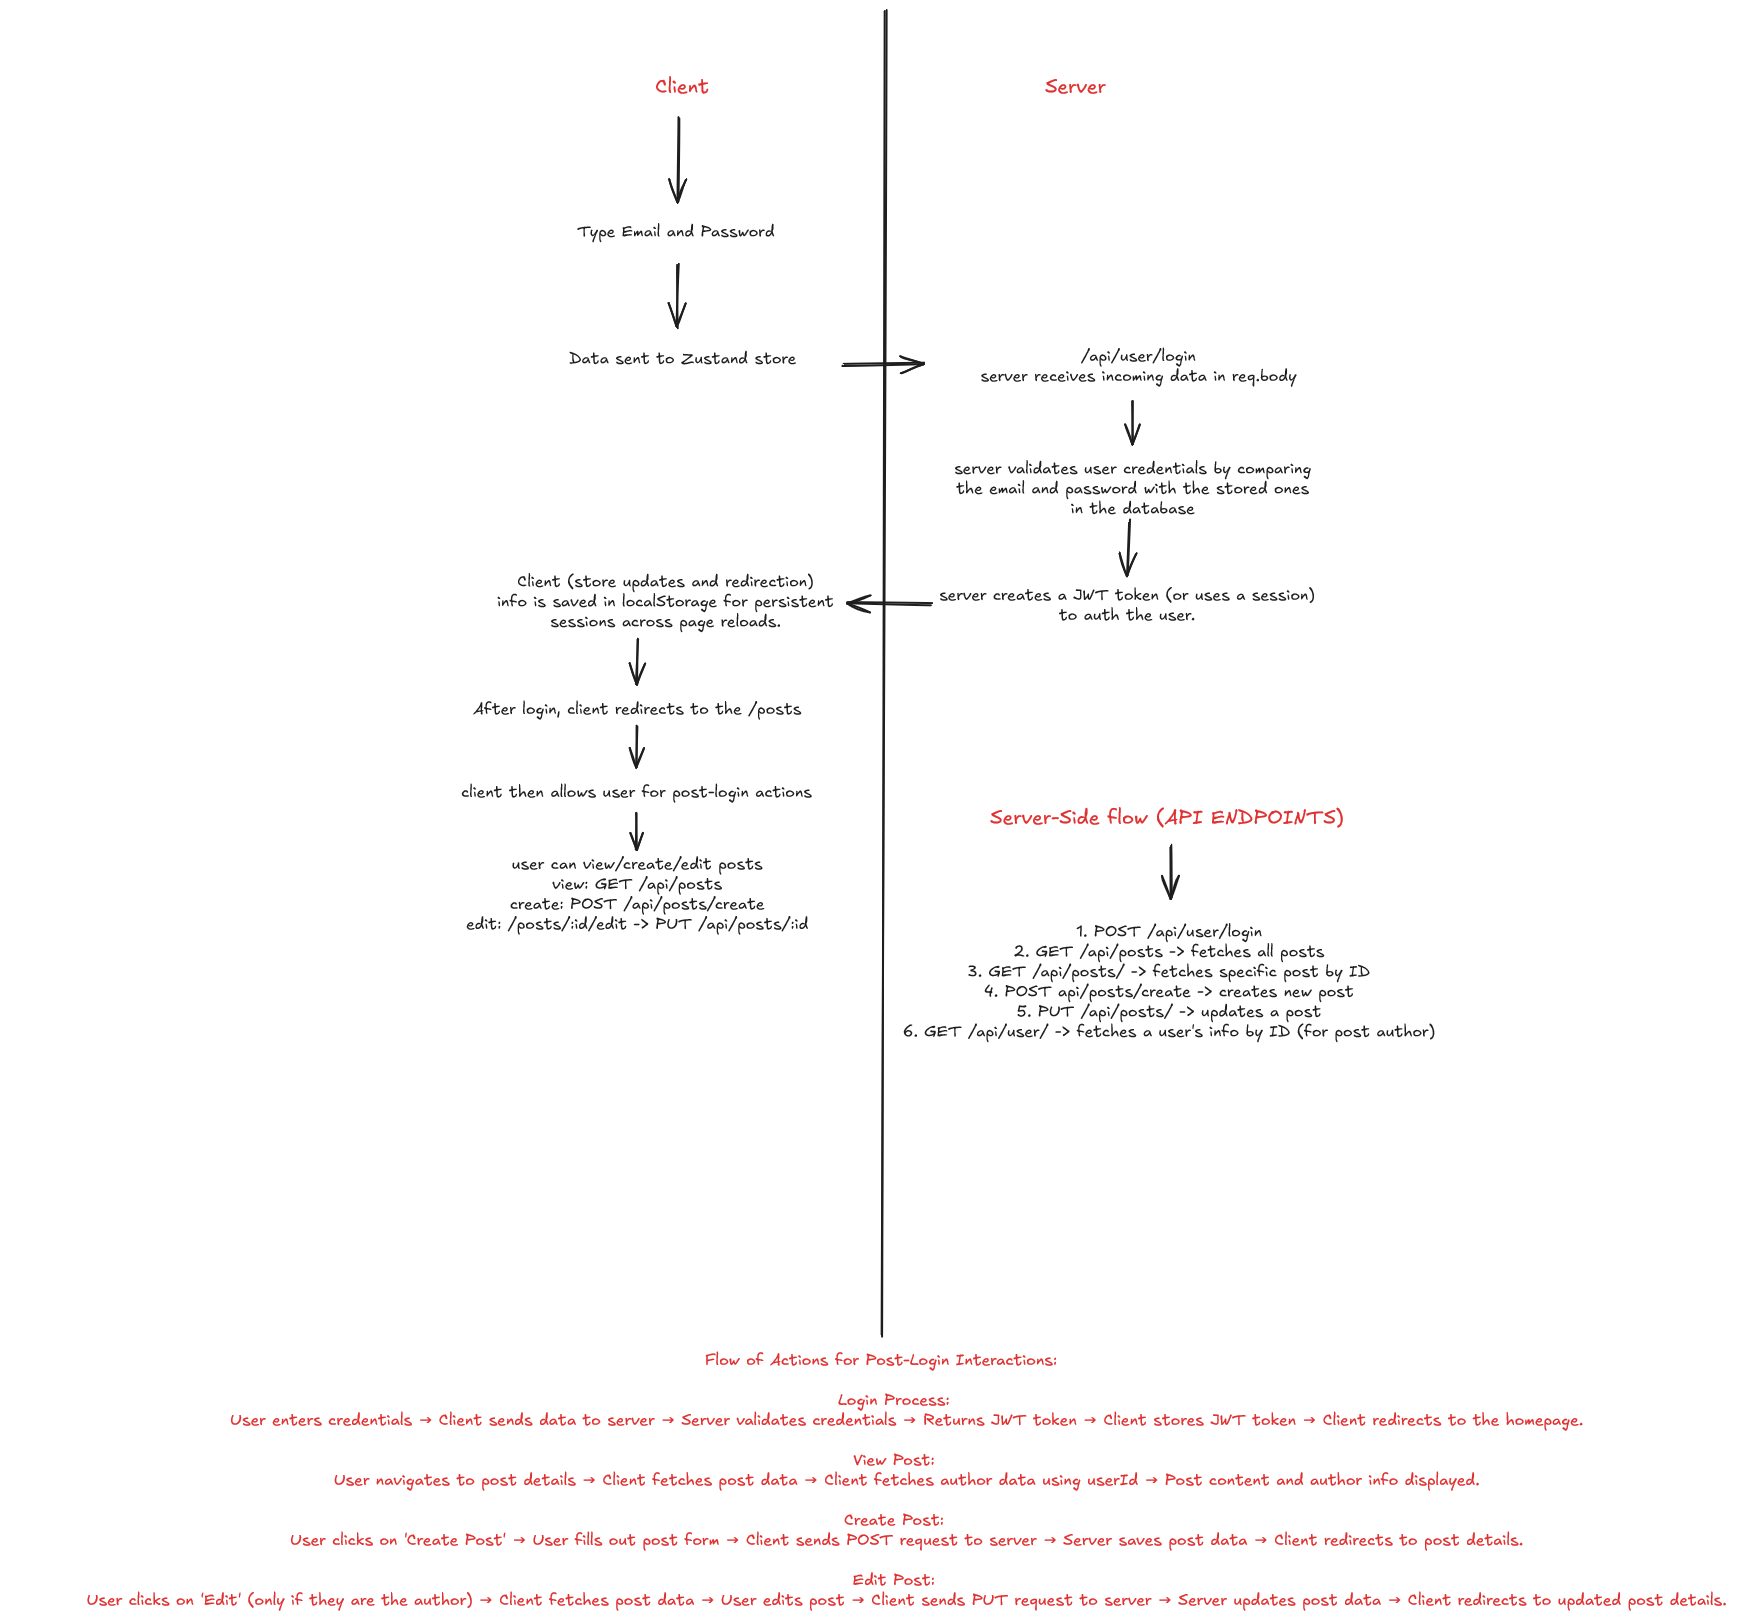 Client
Type Email and Password
Data sent to Zustand store
Server
/api/user/login
server receives incoming data in req.body
server validates user credentials by comparing
the email and password with the stored ones
in the database
server creates a JWT token (or uses a session)
to auth the user.
Client (store updates and redirection)
info is saved in localStorage for persistent
sessions across page reloads.
After login, client redirects to the /posts
client then allows user for post-login actions
user can view/create/edit posts
view: GET /api/posts
create: POST /api/posts/create
edit: /posts/:id/edit -> PUT /api/posts/:id
Server-Side flow (API ENDPOINTS)
1. POST /api/user/login
2. GET /api/posts -> fetches all posts
3. GET /api/posts/ -> fetches specific post by ID
4. POST api/posts/create -> creates new post
5. PUT /api/posts/ -> updates a post
6. GET /api/user/ -> fetches a user's info by ID (for post author)
Flow of Actions for Post-Login Interactions:
Login Process:
User enters credentials → Client sends data to server → Server validates credentials → Returns JWT token → Client stores JWT token → Client redirects to the homepage.
View Post:
User navigates to post details → Client fetches post data → Client fetches author data using userId → Post content and author info displayed.
Create Post:
User clicks on 'Create Post' → User fills out post form → Client sends POST request to server → Server saves post data → Client redirects to post details.
Edit Post:
User clicks on 'Edit' (only if they are the author) → Client fetches post data → User edits post → Client sends PUT request to server → Server updates post data → Client redirects to updated post details.